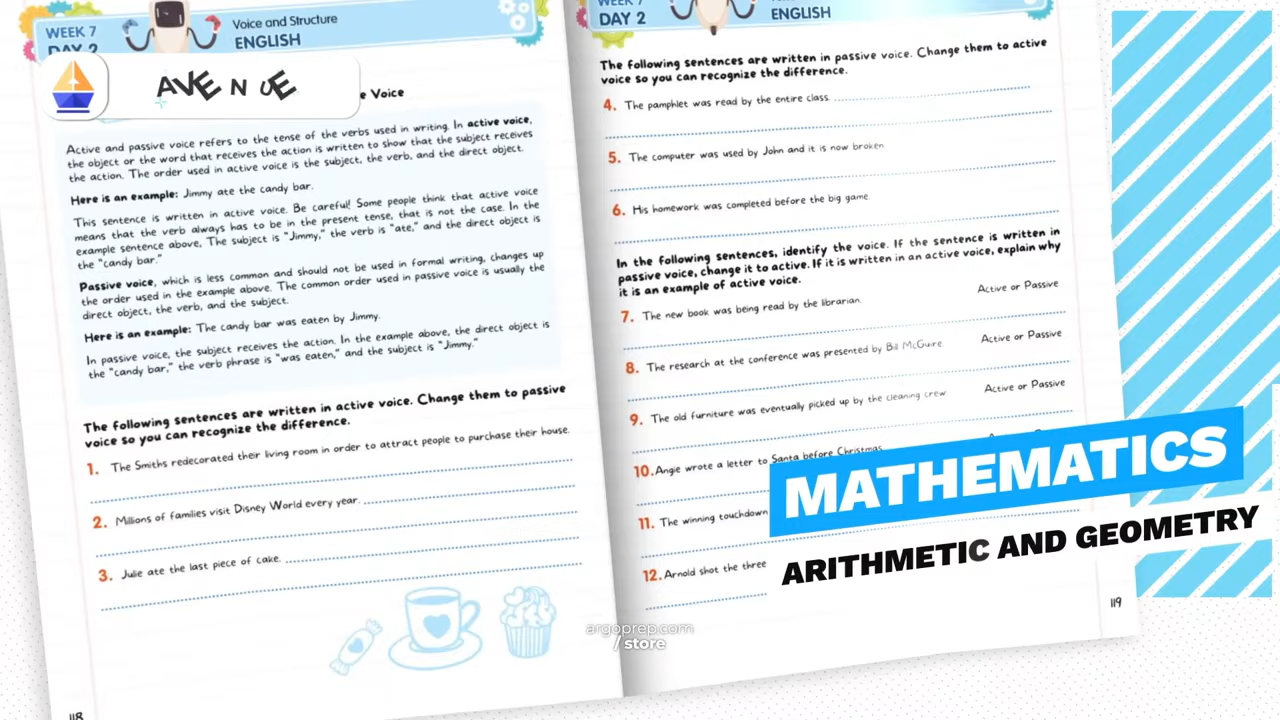 WEEK 7
DAY 2
Voice and Structure
ENGLISH
AVENUE
e Voice
Active and passive voice refers to the tense of the verbs used in writing. In active voice,
the object or the word that receives the action is written to show that the subject receives
the action. The order used in active voice is the subject, the verb, and the direct object.
Here is an example: Jimmy ate the candy bar.
This sentence is written in active voice. Be careful! Some people think that active voice
means that the verb always has to be in the present tense, that is not the case. In the
example sentence above, The subject is "Jimmy," the verb is "ate," and the direct object is
the "candy bar."
Passive voice, which is less common and should not be used in formal writing, changes up
the order used in the example above. The common order used in passive voice is usually the
direct object, the verb, and the subject.
Here is an example: The candy bar was eaten by Jimmy.
In passive voice, the subject receives the action. In the example above, the direct object is
the "candy bar," the verb phrase is "was eaten," and the subject is "Jimmy."
The following sentences are written in active voice. Change them to passive
voice so you can recognize the difference.
1. The Smiths redecorated their living room in order to attract people to purchase their house.
2. Millions of families visit Disney World every year.
3. Julie ate the last piece of cake.
118
WEEK 7
DAY 2
ENGLISH
The following sentences are written in passive voice. Change them to active
voice so you can recognize the difference.
4. The pamphlet was read by the entire class.
5. The computer was used by John and it is now broken.
6. His homework was completed before the big game.
In the following sentences, identify the voice. If the sentence is written in
passive voice, change it to active. If it is written in an active voice, explain why
it is an example of active voice.
7. The new book was being read by the librarian. Active or Passive
8. The research at the conference was presented by Bill McGuire. Active or Passive
9. The old furniture was eventually picked up by the cleaning crew Active or Passive
10. Angie wrote a letter to Santa before Christmas
11. The winning touchdown
12. Arnold shot the three
119
MATHEMATICS
ARITHMETIC AND GEOMETRY
argoprep.com
/ store